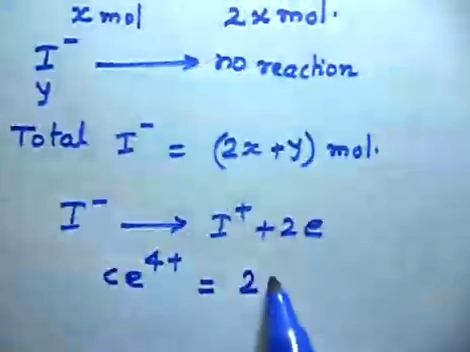 x mol 2x mol.
I⁻ ⟶ no reaction
y
Total I⁻ = (2x+y) mol.
I⁻ ⟶ I⁺ + 2e
ce⁴⁺ = 2